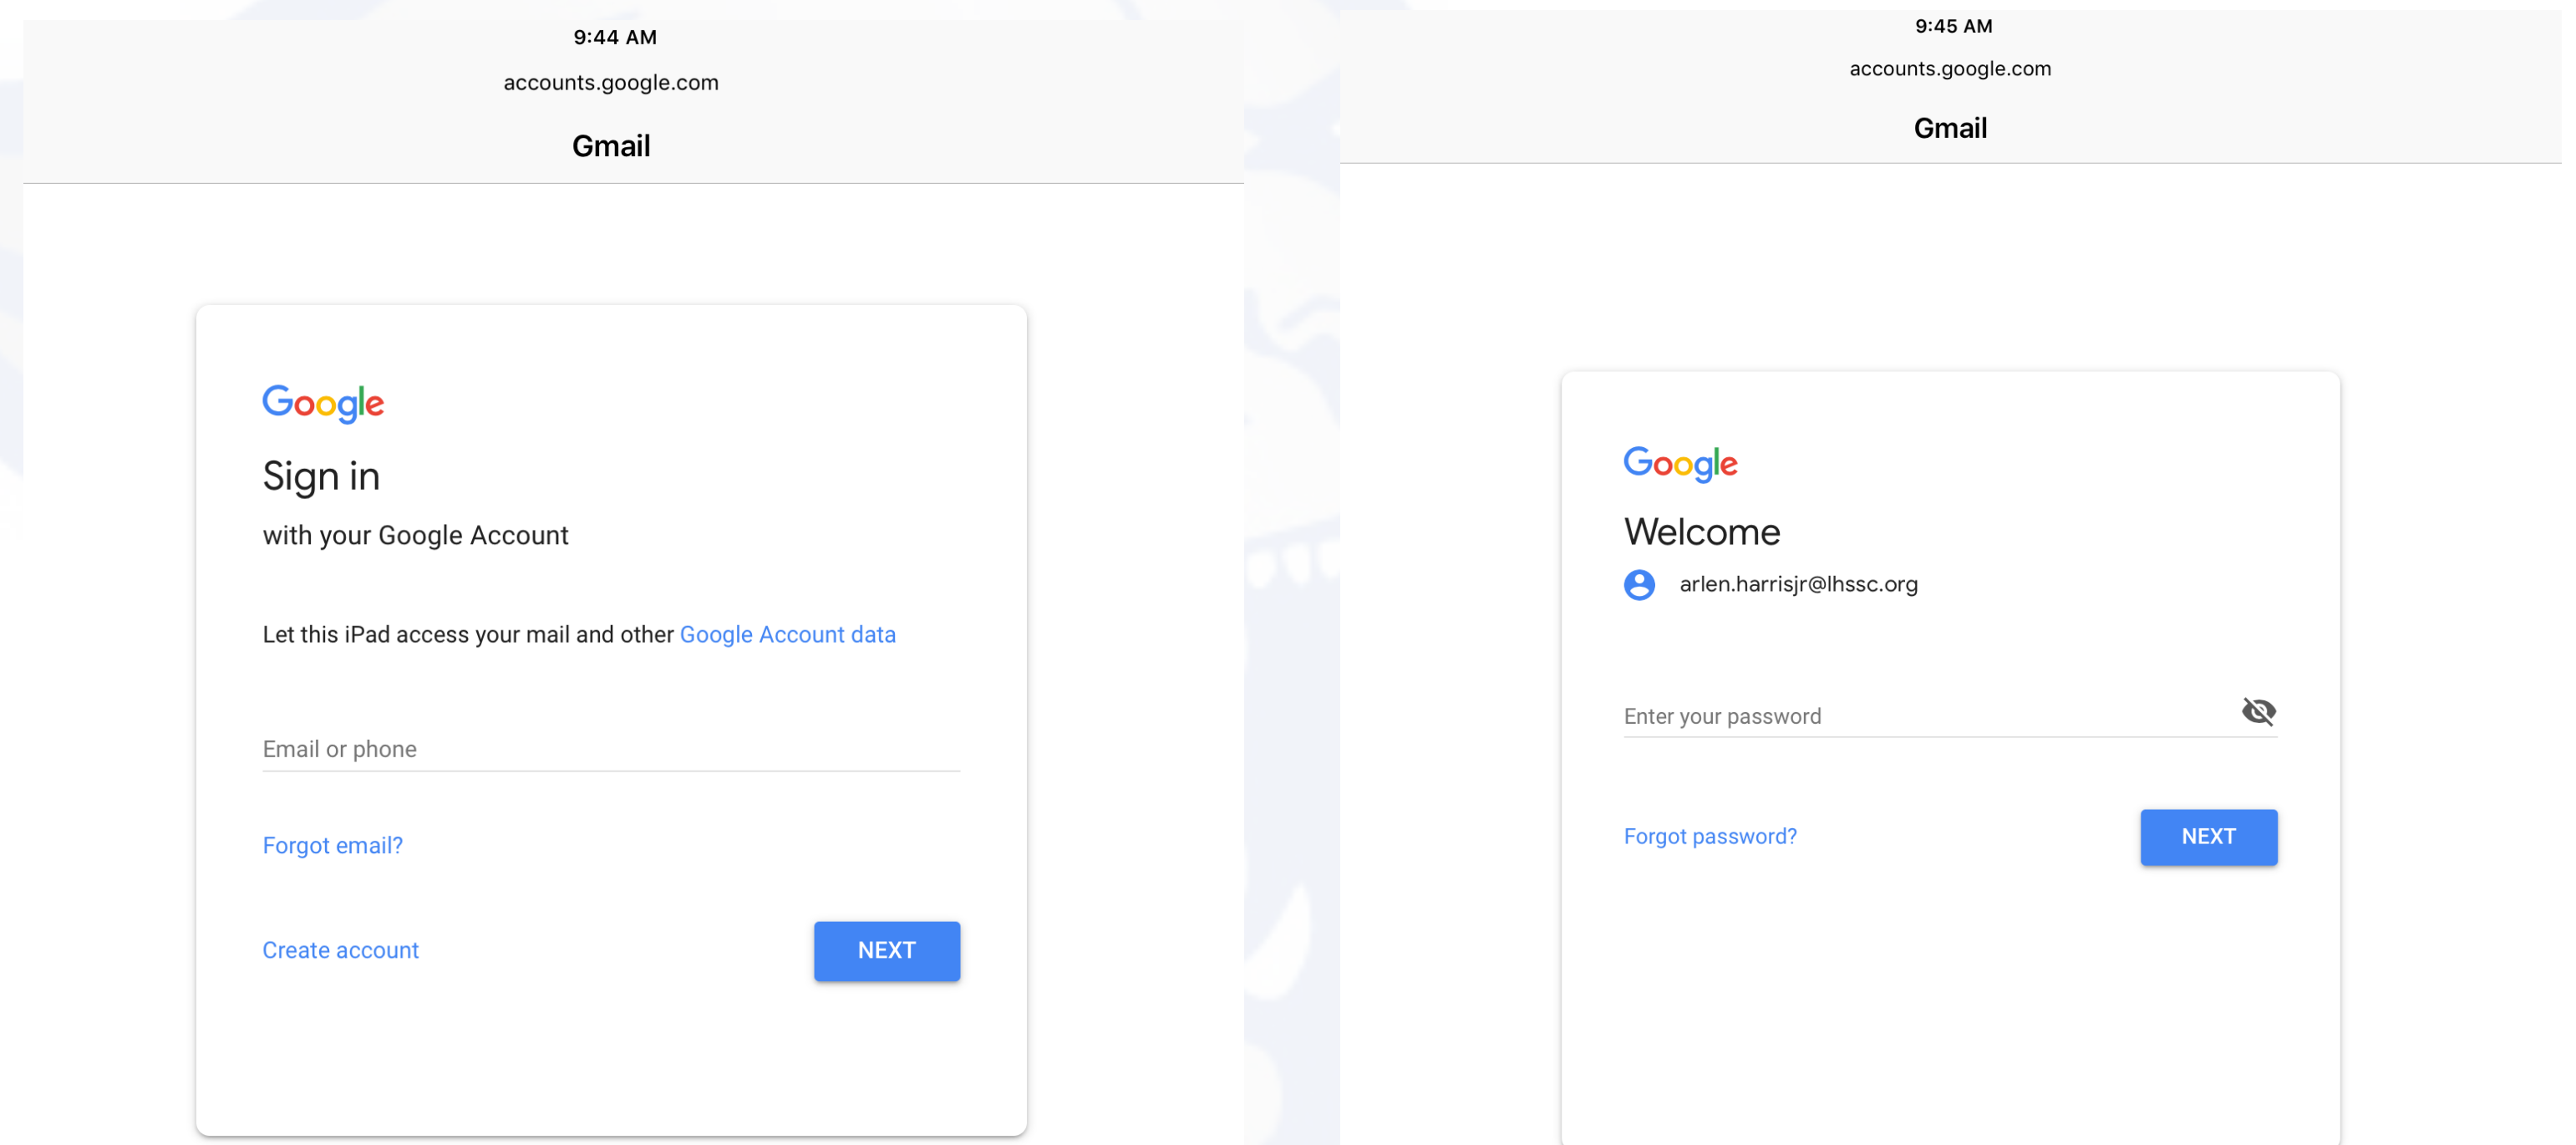 9:44 AM
accounts.google.com
Gmail
Google
Sign in
with your Google Account
Let this iPad access your mail and other Google Account data
Email or phone
Forgot email?
Create account
NEXT
9:45 AM
accounts.google.com
Gmail
Google
Welcome
arlen.harrisjr@lhssc.org
Enter your password
Forgot password?
NEXT